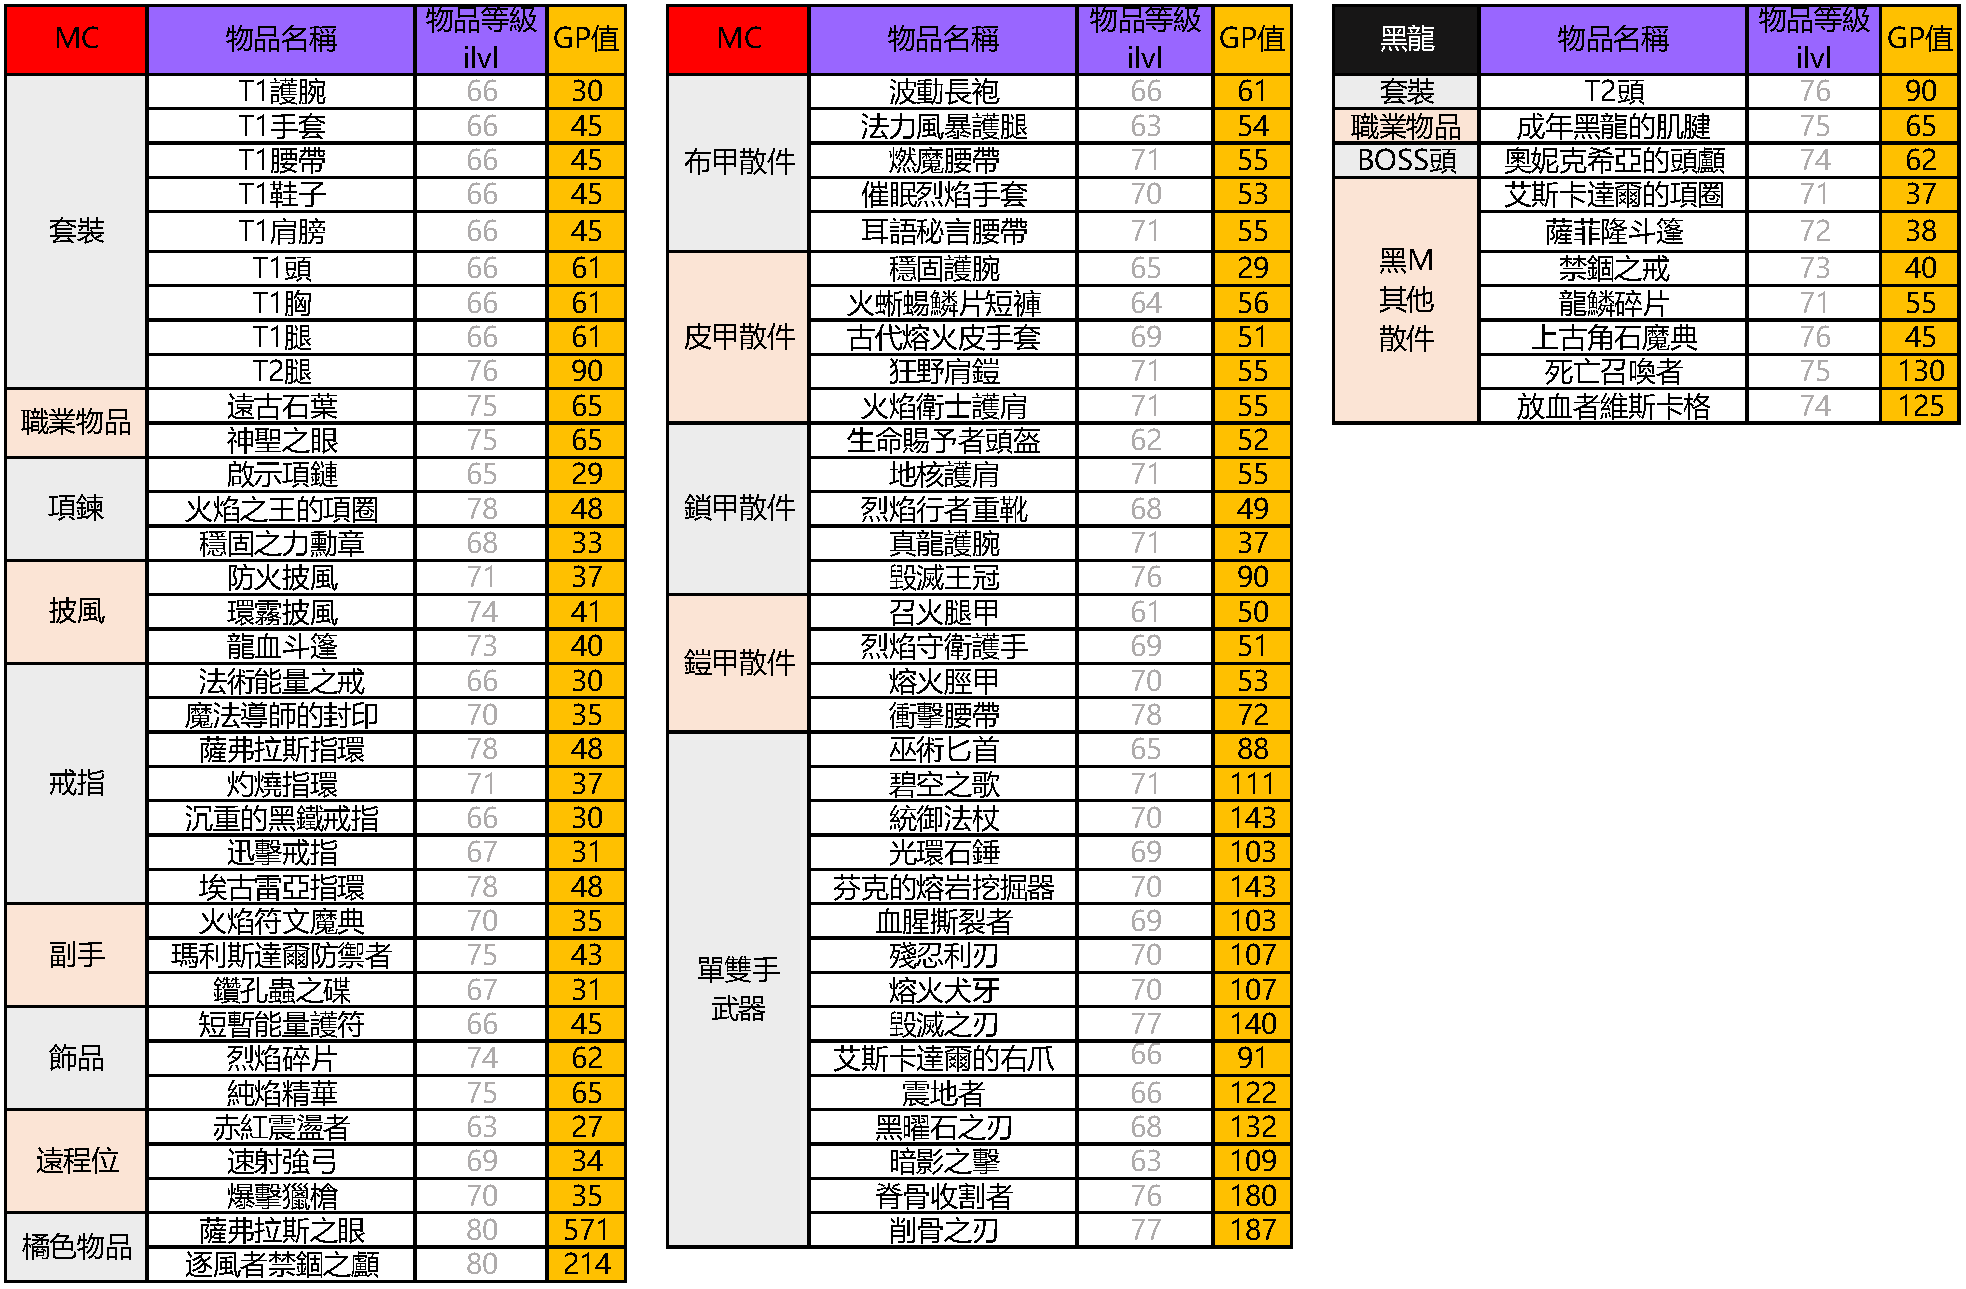 MC 物品名稱 物品等級 ilvl GP值
套裝
T1護腕 66 30
T1手套 66 45
T1腰帶 66 45
T1鞋子 66 45
T1肩膀 66 45
T1頭 66 61
T1胸 66 61
T1腿 66 61
T2腿 76 90
職業物品
遠古石葉 75 65
神聖之眼 75 65
項鍊
啟示項鏈 65 29
火焰之王的項圈 78 48
穩固之力勳章 68 33
披風
防火披風 71 37
環霧披風 74 41
龍血斗篷 73 40
戒指
法術能量之戒 66 30
魔法導師的封印 70 35
薩弗拉斯指環 78 48
灼燒指環 71 37
沉重的黑鐵戒指 66 30
迅擊戒指 67 31
埃古雷亞指環 78 48
副手
火焰符文魔典 70 35
瑪利斯達爾防禦者 75 43
鑽孔蟲之碟 67 31
飾品
短暫能量護符 66 45
烈焰碎片 74 62
純焰精華 75 65
遠程位
赤紅震盪者 63 27
速射強弓 69 34
爆擊獵槍 70 35
橘色物品
薩弗拉斯之眼 80 571
逐風者禁錮之顱 80 214
MC 物品名稱 物品等級 ilvl GP值
布甲散件
波動長袍 66 61
法力風暴護腿 63 54
燃魔腰帶 71 55
催眠烈焰手套 70 53
耳語秘言腰帶 71 55
皮甲散件
穩固護腕 65 29
火蜥蜴鱗片短褲 64 56
古代熔火皮手套 69 51
狂野肩鎧 71 55
火焰衛士護肩 71 55
鎖甲散件
生命賜予者頭盔 62 52
地核護肩 71 55
烈焰行者重靴 68 49
真龍護腕 71 37
毀滅王冠 76 90
鎧甲散件
召火腿甲 61 50
烈焰守衛護手 69 51
熔火脛甲 70 53
衝擊腰帶 78 72
單雙手
武器
巫術匕首 65 88
碧空之歌 71 111
統御法杖 70 143
光環石錘 69 103
芬克的熔岩挖掘器 70 143
血腥撕裂者 69 103
殘忍利刃 70 107
熔火犬牙 70 107
毀滅之刃 77 140
艾斯卡達爾的右爪 66 91
震地者 66 122
黑曜石之刃 68 132
暗影之擊 63 109
脊骨收割者 76 180
削骨之刃 77 187
黑龍 物品名稱 物品等級 ilvl GP值
套裝 T2頭 76 90
職業物品 成年黑龍的肌腱 75 65
BOSS頭 奧妮克希亞的頭顱 74 62
黑M
其他
散件
艾斯卡達爾的項圈 71 37
薩菲隆斗篷 72 38
禁錮之戒 73 40
龍鱗碎片 71 55
上古角石魔典 76 45
死亡召喚者 75 130
放血者維斯卡格 74 125